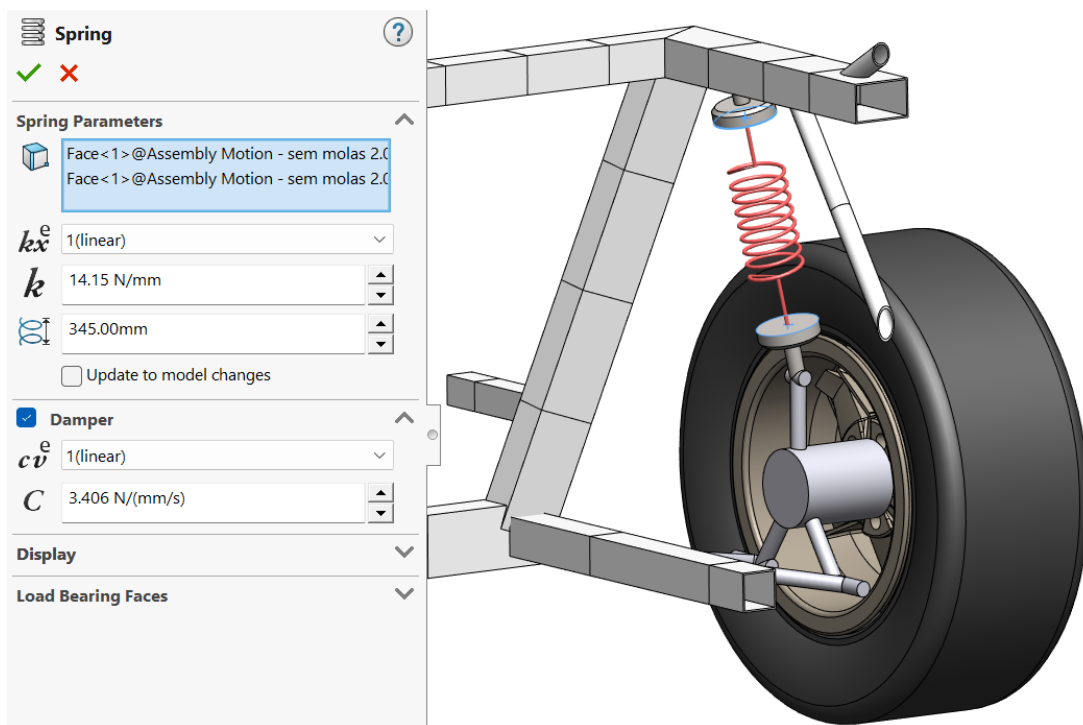 Spring
?
Spring Parameters
Face<1>@Assembly Motion - sem molas 2.0
Face<1>@Assembly Motion - sem molas 2.0
kx e
1(linear)
k
14.15 N/mm
345.00mm
Update to model changes
Damper
cv e
1(linear)
C
3.406 N/(mm/s)
Display
Load Bearing Faces